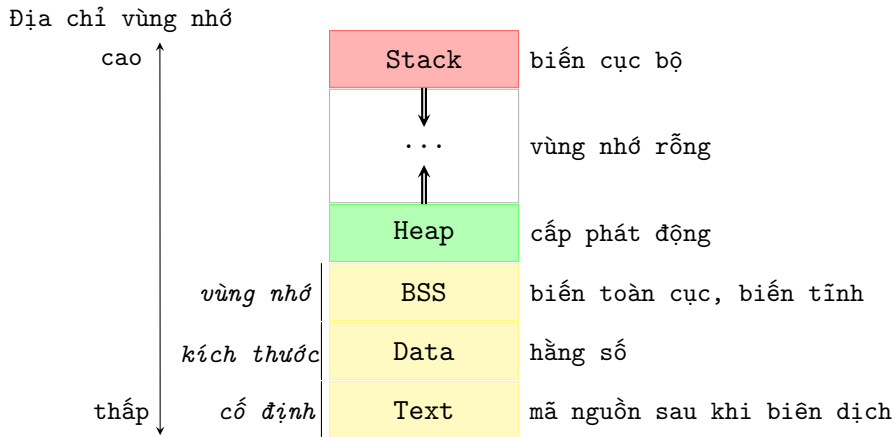 Địa chỉ vùng nhớ
cao Stack biến cục bộ
... vùng nhớ rỗng
Heap cấp phát động
vùng nhớ BSS biến toàn cục, biến tĩnh
kích thước Data hằng số
thấp cố định Text mã nguồn sau khi biên dịch